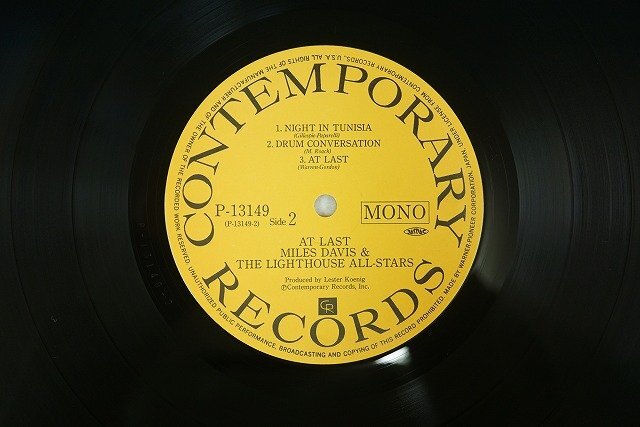 CONTEMPORARY
1. NIGHT IN TUNISIA
(Gillespie-Paparelli)
2. DRUM CONVERSATION
(M. Roach)
3. AT LAST
(Warren-Gordon)
P-13149
(P-13149-2)
Side 2
MONO
AT LAST
MILES DAVIS &
THE LIGHTHOUSE ALL-STARS
Produced by Lester Koenig
ⓅContemporary Records, Inc.
CR
RECORDS
ALL RIGHTS OF THE MANUFACTURER AND OF THE OWNER OF THE RECORDED WORK RESERVED. UNAUTHORIZED PUBLIC PERFORMANCE, BROADCASTING AND COPYING OF THIS RECORD PROHIBITED. MADE BY WARNER-PIONEER CORPORATION, JAPAN, UNDER LICENSE FROM CONTEMPORARY RECORDS, U.S.A.